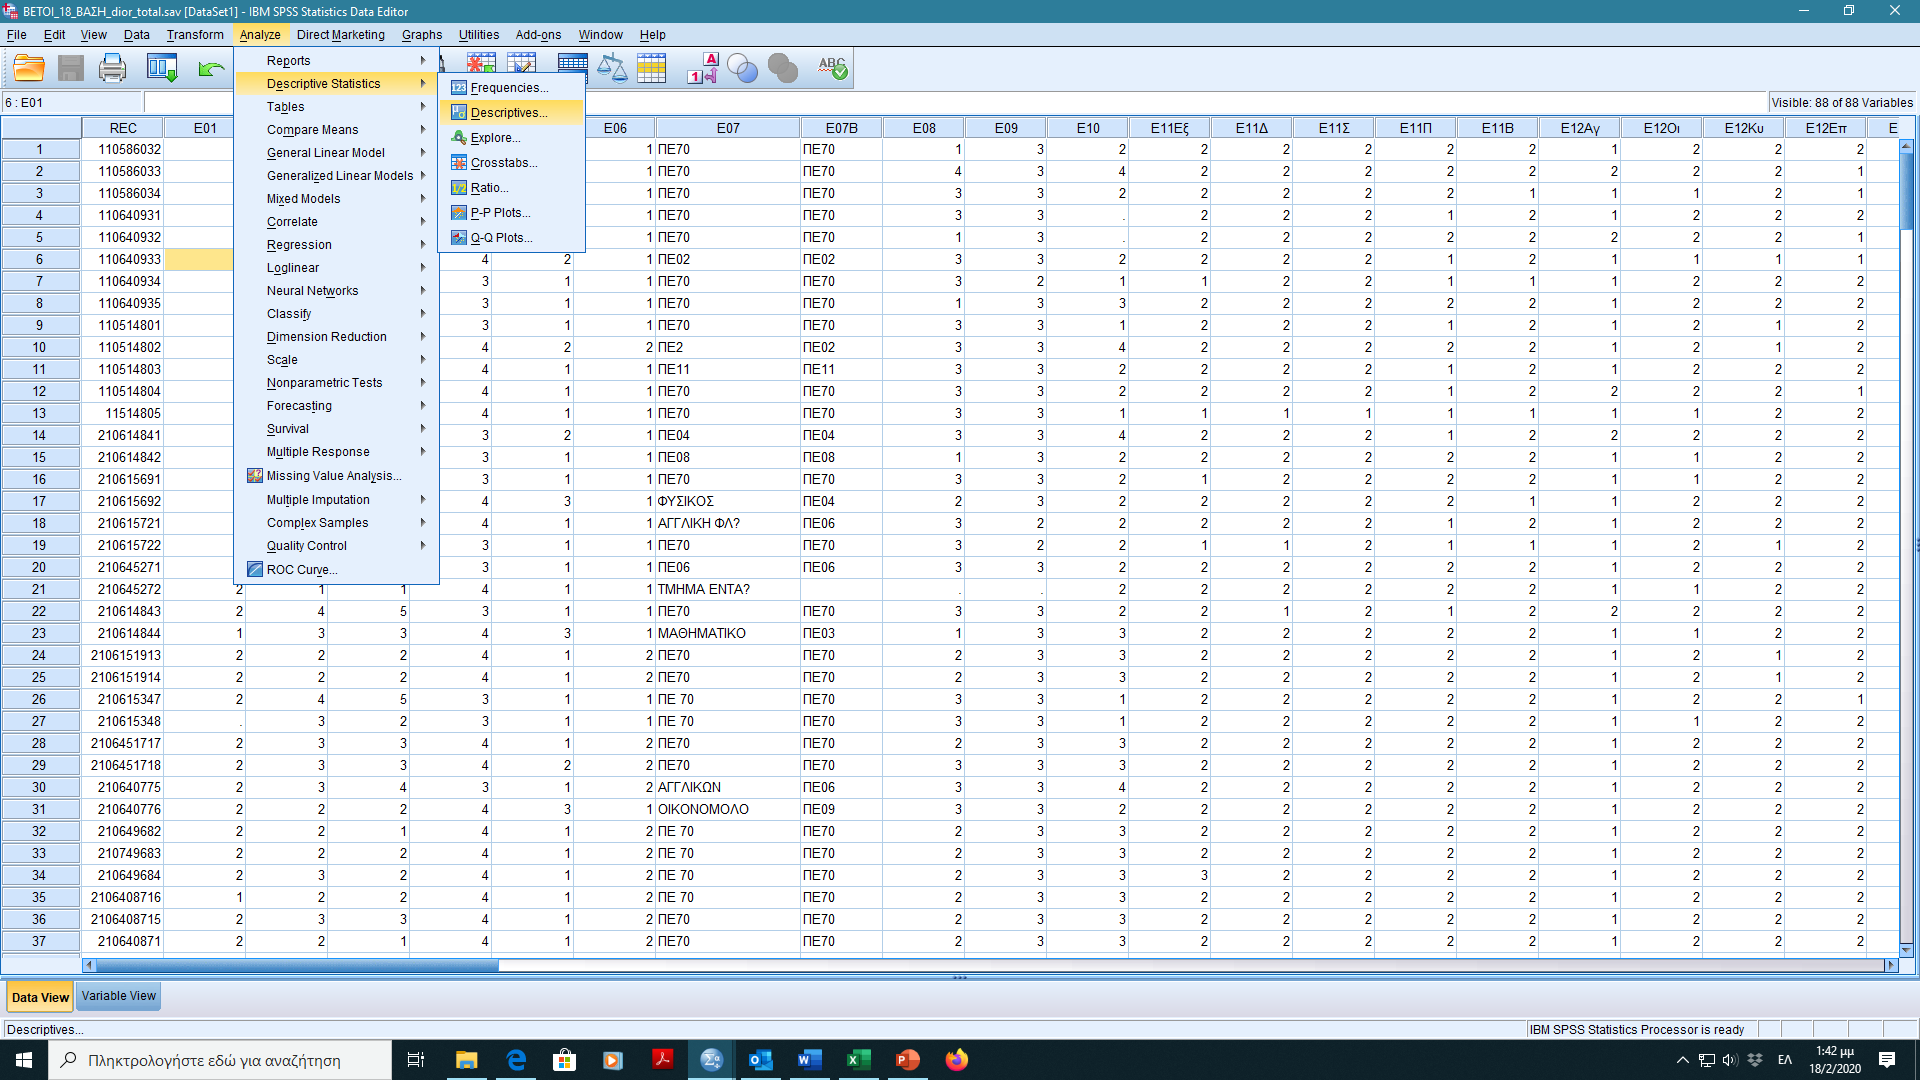 ΒΕΤΟΙ_18_ΒΑΣΗ_dior_total.sav [DataSet1] - IBM SPSS Statistics Data Editor
File Edit View Data Transform Analyze Direct Marketing Graphs Utilities Add-ons Window Help
6 : E01
Visible: 88 of 88 Variables
Reports
Descriptive Statistics
Tables
Compare Means
General Linear Model
Generalized Linear Models
Mixed Models
Correlate
Regression
Loglinear
Neural Networks
Classify
Dimension Reduction
Scale
Nonparametric Tests
Forecasting
Survival
Multiple Response
Missing Value Analysis...
Multiple Imputation
Complex Samples
Quality Control
ROC Curve...
Frequencies...
Descriptives...
Explore...
Crosstabs...
Ratio...
P-P Plots...
Q-Q Plots...
REC E01 E06 E07 E07B E08 E09 E10 E11Εξ E11Δ E11Σ E11Π E11Β E12Αγ E12Οι E12Κυ E12Επ E
1 110586032 1 ΠΕ70 ΠΕ70 1 3 2 2 2 2 2 2 1 2 2 2
2 110586033 1 ΠΕ70 ΠΕ70 4 3 4 2 2 2 2 2 2 2 2 1
3 110586034 1 ΠΕ70 ΠΕ70 3 3 2 2 2 2 2 1 1 1 2 1
4 110640931 1 ΠΕ70 ΠΕ70 3 3 . 2 2 2 1 2 1 2 2 2
5 110640932 1 ΠΕ70 ΠΕ70 1 3 . 2 2 2 2 2 2 2 2 1
6 110640933 4 2 1 ΠΕ02 ΠΕ02 3 3 2 2 2 2 1 2 1 1 1 1
7 110640934 3 1 1 ΠΕ70 ΠΕ70 3 2 1 1 2 2 1 1 1 2 2 2
8 110640935 3 1 1 ΠΕ70 ΠΕ70 1 3 3 2 2 2 2 2 1 2 2 2
9 110514801 3 1 1 ΠΕ70 ΠΕ70 3 3 1 2 2 2 1 2 1 2 1 2
10 110514802 4 2 2 ΠΕ2 ΠΕ02 3 3 4 2 2 2 2 2 1 2 1 2
11 110514803 4 1 1 ΠΕ11 ΠΕ11 3 3 2 2 2 2 1 2 1 2 2 2
12 110514804 4 1 1 ΠΕ70 ΠΕ70 3 3 2 2 2 2 1 2 2 2 2 1
13 11514805 4 1 1 ΠΕ70 ΠΕ70 3 3 1 1 1 1 1 1 1 2 2 2
14 210614841 3 2 1 ΠΕ04 ΠΕ04 3 3 4 2 2 2 1 2 2 2 2 2
15 210614842 3 1 1 ΠΕ08 ΠΕ08 1 3 2 2 2 2 2 2 1 1 2 2
16 210615691 3 1 1 ΠΕ70 ΠΕ70 3 3 2 1 2 2 2 2 1 1 2 2
17 210615692 4 3 1 ΦΥΣΙΚΟΣ ΠΕ04 2 3 2 2 2 2 2 1 1 2 2 2
18 210615721 4 1 1 ΑΓΓΛΙΚΗ ΦΛ? ΠΕ06 3 2 2 2 2 2 1 2 1 2 2 2
19 210615722 3 1 1 ΠΕ70 ΠΕ70 3 2 2 1 1 2 1 1 1 2 1 2
20 210645271 3 1 1 ΠΕ06 ΠΕ06 3 3 2 2 2 2 2 2 1 2 2 2
21 210645272 2 1 1 4 1 1 ΤΜΗΜΑ ΕΝΤΑ? . . 2 2 2 2 2 2 1 1 2 2
22 210614843 2 4 5 3 1 1 ΠΕ70 ΠΕ70 3 3 2 2 1 2 1 2 2 2 2 2
23 210614844 1 3 3 4 3 1 ΜΑΘΗΜΑΤΙΚΟ ΠΕ03 1 3 3 2 2 2 2 2 1 1 2 2
24 2106151913 2 2 2 4 1 2 ΠΕ70 ΠΕ70 2 3 3 2 2 2 2 2 1 2 1 2
25 2106151914 2 2 2 4 1 2 ΠΕ70 ΠΕ70 2 3 3 2 2 2 2 2 1 2 1 2
26 210615347 2 4 5 3 1 1 ΠΕ 70 ΠΕ70 3 3 1 2 2 2 2 2 1 2 2 1
27 210615348 . 3 2 3 1 1 ΠΕ 70 ΠΕ70 3 3 1 2 2 2 2 2 1 1 2 2
28 2106451717 2 3 3 4 1 2 ΠΕ70 ΠΕ70 2 3 3 2 2 2 2 2 1 2 2 2
29 2106451718 2 3 3 4 2 2 ΠΕ70 ΠΕ70 2 3 3 2 2 2 2 2 1 2 2 2
30 210640775 2 3 4 3 1 2 ΑΓΓΛΙΚΩΝ ΠΕ06 3 3 4 2 2 2 2 2 1 2 2 2
31 210640776 2 2 2 4 3 1 ΟΙΚΟΝΟΜΟΛΟ ΠΕ09 3 3 2 2 2 2 2 2 1 2 2 2
32 210649682 2 2 1 4 1 2 ΠΕ 70 ΠΕ70 2 3 3 2 2 2 2 2 1 2 2 2
33 210749683 2 2 2 4 1 2 ΠΕ 70 ΠΕ70 2 3 3 2 2 2 2 2 1 2 2 2
34 210649684 2 3 2 4 1 2 ΠΕ 70 ΠΕ70 2 3 3 3 2 2 2 2 1 2 2 2
35 2106408716 1 2 2 4 1 2 ΠΕ 70 ΠΕ70 2 3 3 2 2 2 2 2 1 2 2 2
36 2106408715 2 3 3 4 1 2 ΠΕ70 ΠΕ70 2 3 3 2 2 2 2 2 1 2 2 2
37 210640871 2 2 1 4 1 2 ΠΕ70 ΠΕ70 2 3 3 2 2 2 2 2 1 2 2 2
Data View Variable View
Descriptives... IBM SPSS Statistics Processor is ready
Πληκτρολογήστε εδώ για αναζήτηση
ΕΛ
1:42 μμ
18/2/2020